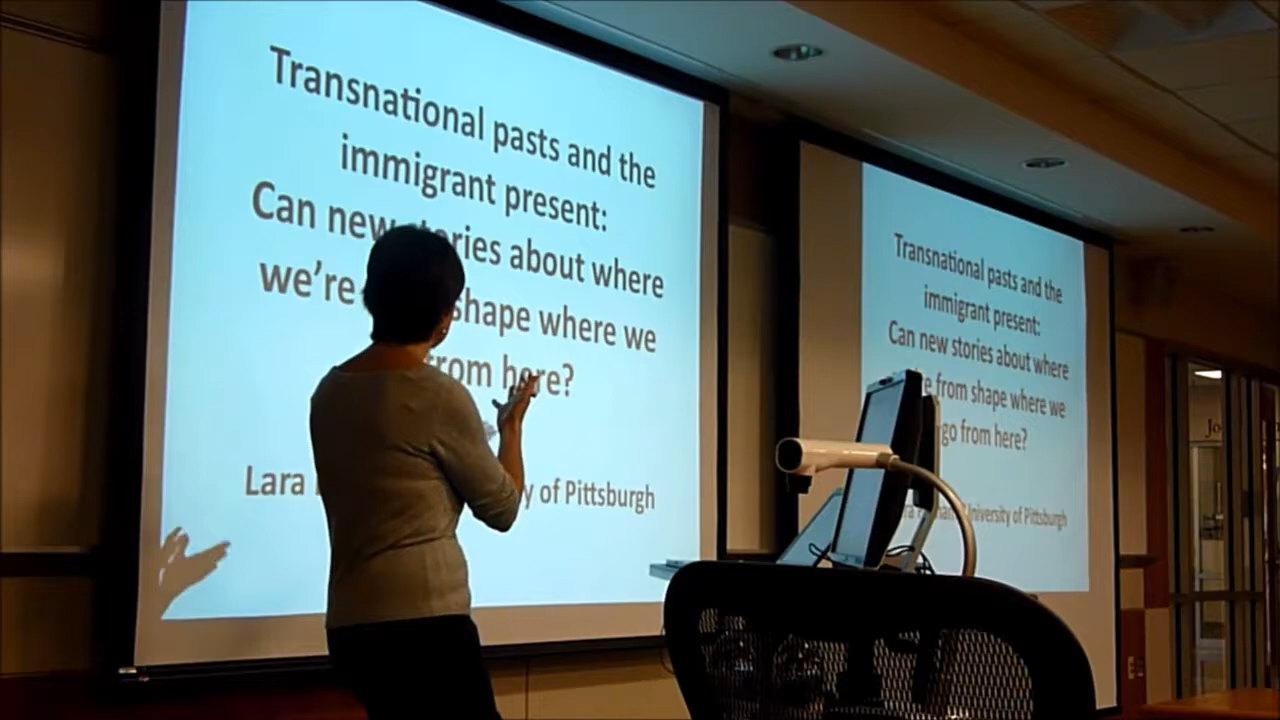 Transnational pasts and the
immigrant present:
Can new stories about where
we're shape where we
from here?
Lara y of Pittsburgh
Transnational pasts and the
immigrant present:
Can new stories about where
e from shape where we
go from here?
University of Pittsburgh
Jo